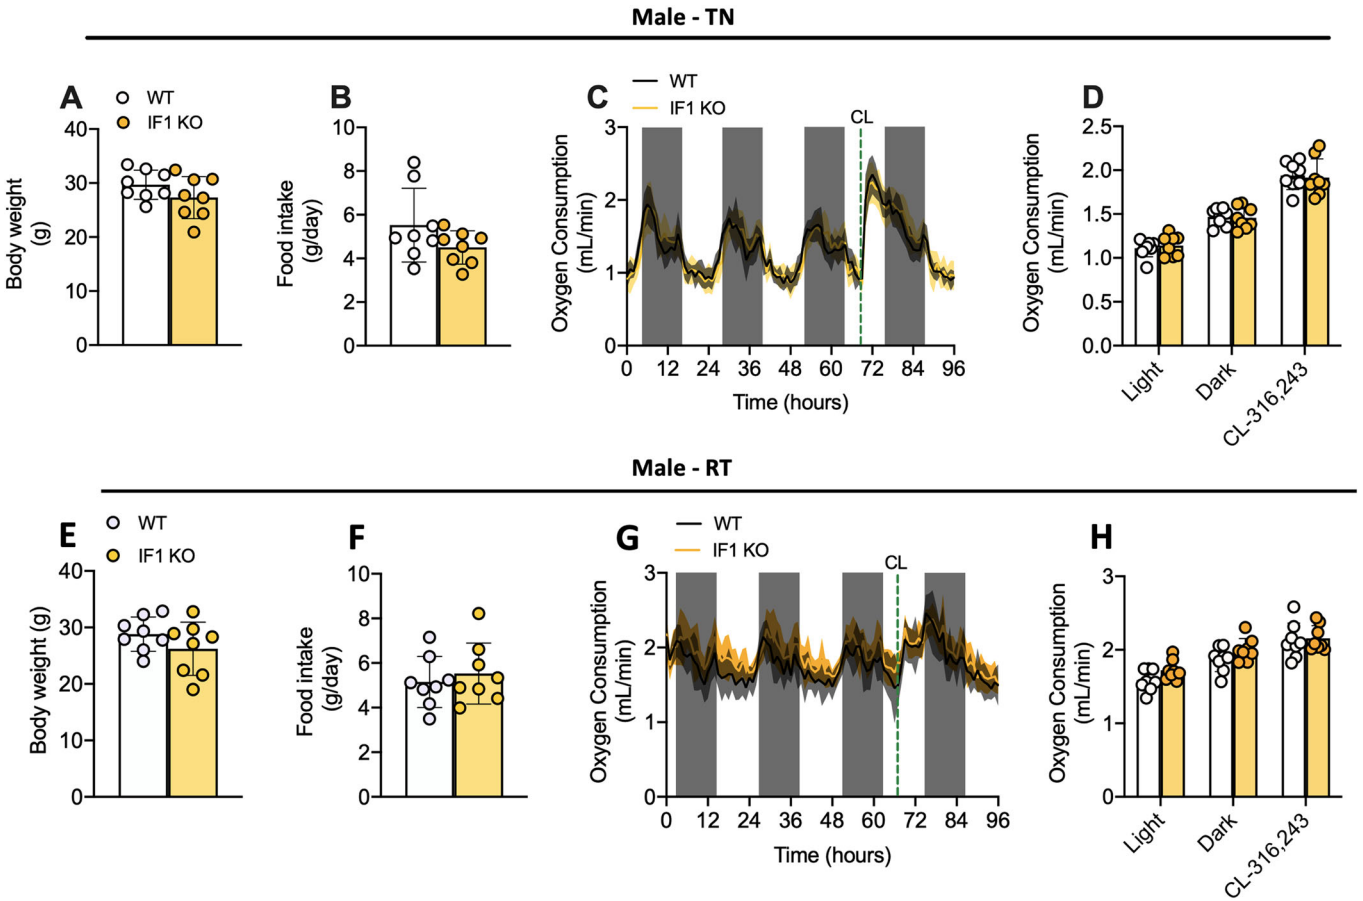 Male - TN
A
WT
IF1 KO
Body weight
(g)
40
30
20
10
0
B
Food intake
(g/day)
10
8
6
4
2
0
C
WT
IF1 KO
CL
Oxygen Consumption
(mL/min)
3
2
1
0
0 12 24 36 48 60 72 84 96
Time (hours)
D
Oxygen Consumption
(mL/min)
2.5
2.0
1.5
1.0
0.5
0.0
Light
Dark
CL-316,243
Male - RT
E
WT
IF1 KO
Body weight (g)
40
30
20
10
0
F
Food intake
(g/day)
10
8
6
4
2
0
G
WT
IF1 KO
CL
Oxygen Consumption
(mL/min)
3
2
1
0
0 12 24 36 48 60 72 84 96
Time (hours)
H
Oxygen Consumption
(mL/min)
3
2
1
0
Light
Dark
CL-316,243